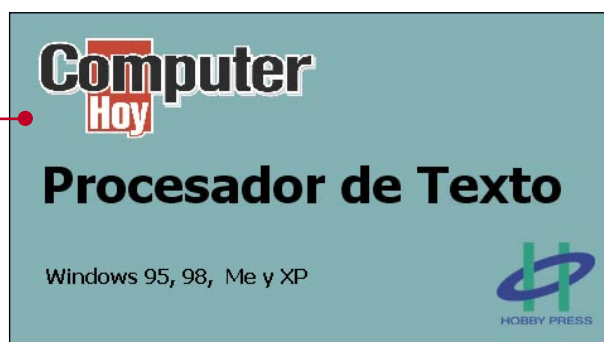 Computer
Hoy
Procesador de Texto
Windows 95, 98, Me y XP
HOBBY PRESS